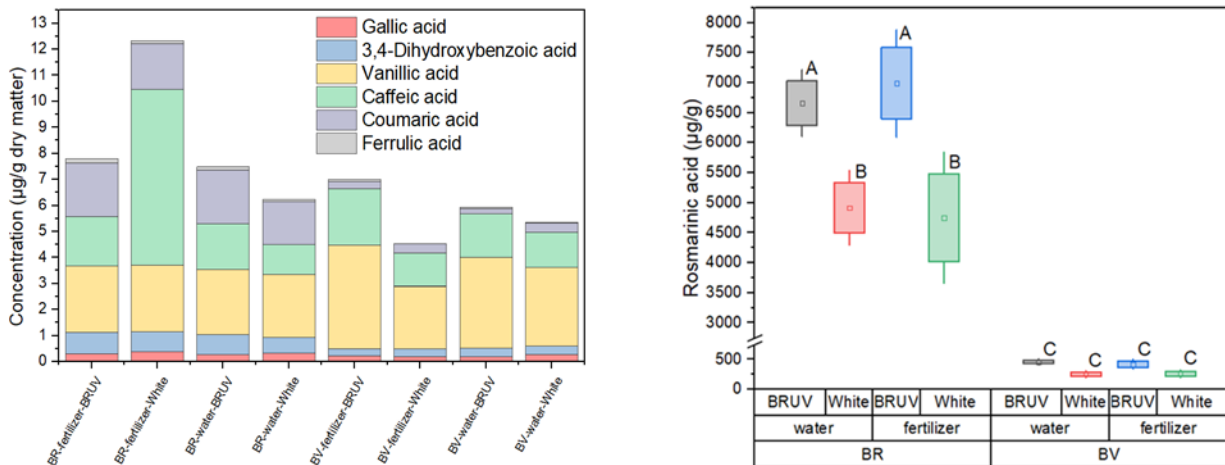 13
12
11
10
9
8
7
6
5
4
3
2
1
0
Concentration (µg/g dry matter)
Gallic acid
3,4-Dihydroxybenzoic acid
Vanillic acid
Caffeic acid
Coumaric acid
Ferrulic acid
BR-fertilizer-BRUV
BR-fertilizer-White
BR-water-BRUV
BR-water-White
BV-fertilizer-BRUV
BV-fertilizer-White
BV-water-BRUV
BV-water-White
8000
7500
7000
6500
6000
5500
5000
4500
4000
3500
3000
500
0
Rosmarinic acid (µg/g)
A
B
A
B
C
C
C
C
BRUV White BRUV White BRUV White BRUV White
water fertilizer water fertilizer
BR BV